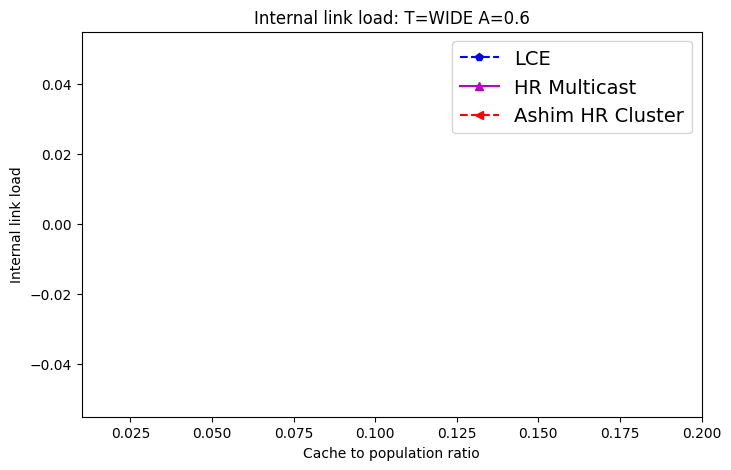 Internal link load: T=WIDE A=0.6
LCE
HR Multicast
Ashim HR Cluster
Internal link load
0.04
0.02
0.00
−0.02
−0.04
0.025 0.050 0.075 0.100 0.125 0.150 0.175 0.200
Cache to population ratio